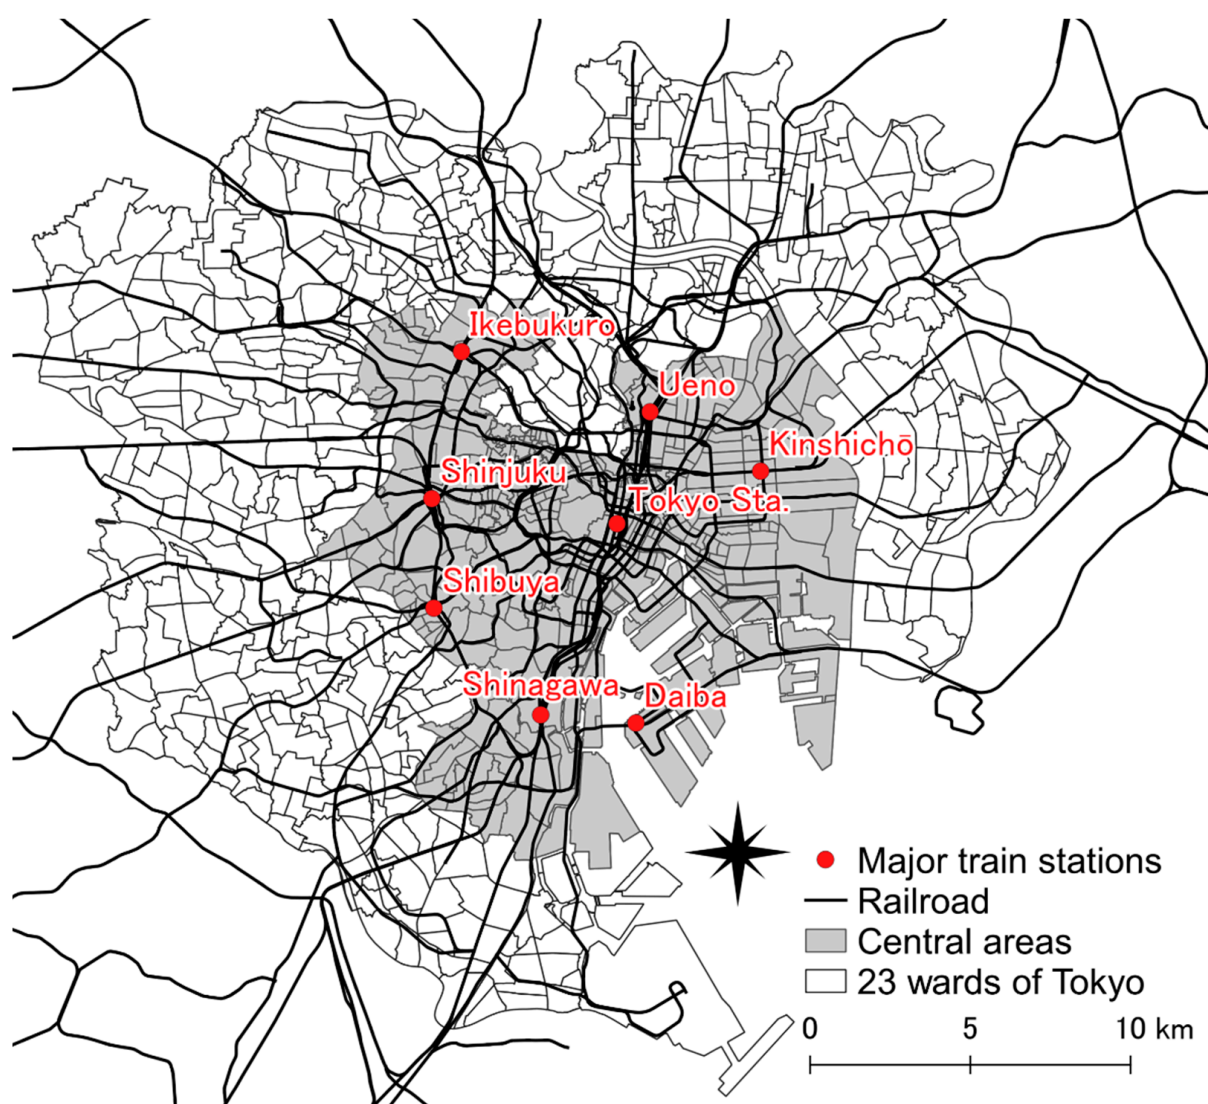 Ikebukuro
Ueno
Kinshichō
Shinjuku
Tokyo Sta.
Shibuya
Shinagawa
Daiba
Major train stations
Railroad
Central areas
23 wards of Tokyo
0 5 10 km